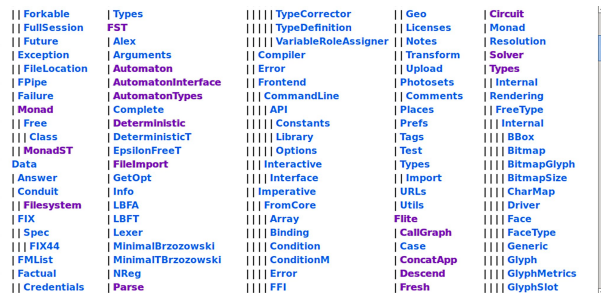 | | Forkable
| | FullSession
| | Future
| Exception
| | FileLocation
| FPipe
| Failure
| Monad
| | Free
| | | Class
| | MonadST
Data
| Answer
| Conduit
| | Filesystem
| FIX
| | Spec
| | | FIX44
| FMList
| Factual
| | Credentials
| Types
FST
| Alex
| Arguments
| Automaton
| AutomatonInterface
| AutomatonTypes
| Complete
| Deterministic
| DeterministicT
| EpsilonFreeT
| FileImport
| GetOpt
| Info
| LBFA
| LBFT
| Lexer
| MinimalBrzozowski
| MinimalTBrzozowski
| NReg
| Parse
| | | | | TypeCorrector
| | | | | TypeDefinition
| | | | | VariableRoleAssigner
| | Compiler
| | Error
| | Frontend
| | | CommandLine
| | | | API
| | | | | Constants
| | | | | Library
| | | | | Options
| | | Interactive
| | | | Interface
| | Imperative
| | | FromCore
| | | | Array
| | | | Binding
| | | | Condition
| | | | ConditionM
| | | | Error
| | | | FFI
| | Geo
| | Licenses
| | Notes
| | Transform
| | Upload
| Photosets
| | Comments
| Places
| Prefs
| Tags
| Test
| Types
| | Import
| URLs
| Utils
Flite
| CallGraph
| Case
| ConcatApp
| Descend
| Fresh
| Circuit
Monad
| Resolution
| Solver
| Types
| | Internal
| Rendering
| | FreeType
| | | Internal
| | | | BBox
| | | | Bitmap
| | | | BitmapGlyph
| | | | BitmapSize
| | | | CharMap
| | | | Driver
| | | | Face
| | | | FaceType
| | | | Generic
| | | | Glyph
| | | | GlyphMetrics
| | | | GlyphSlot